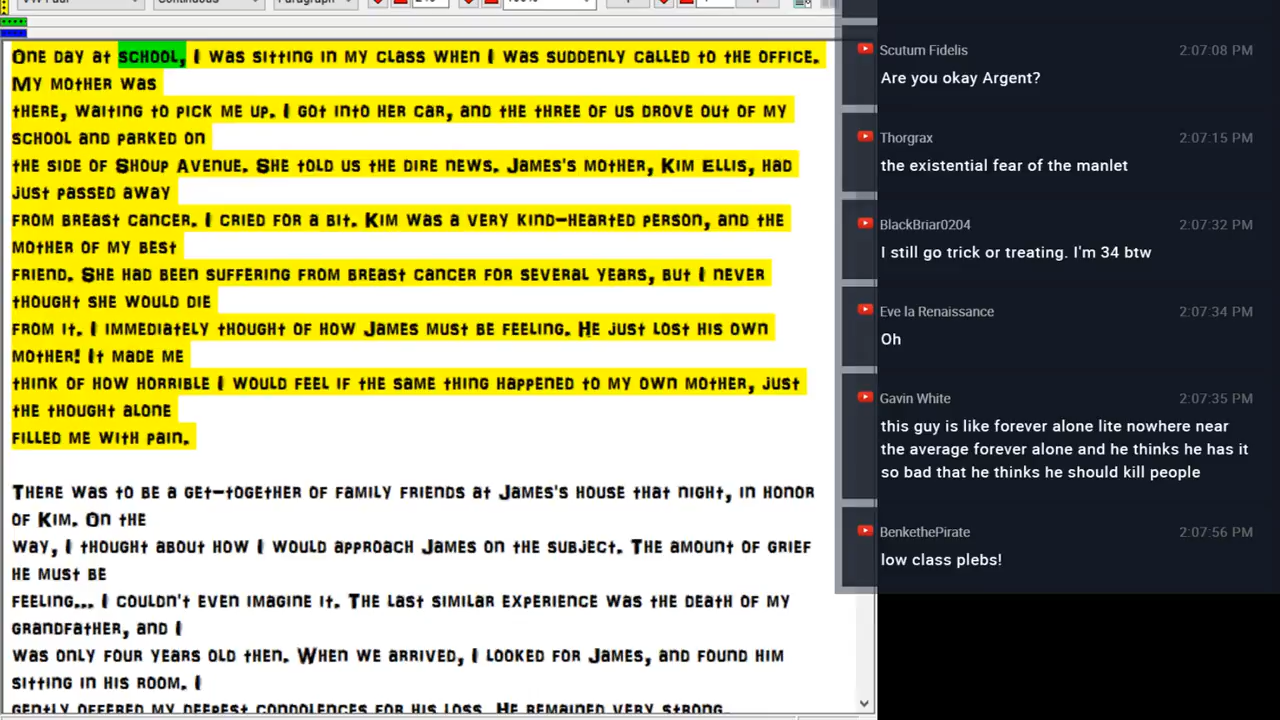 One day at school, I was sitting in my class when I was suddenly called to the office.
My mother was
there, waiting to pick me up. I got into her car, and the three of us drove out of my
school and parked on
the side of Shoup Avenue. She told us the dire news. James's mother, Kim Ellis, had
just passed away
from breast cancer. I cried for a bit. Kim was a very kind-hearted person, and the
mother of my best
friend. She had been suffering from breast cancer for several years, but I never
thought she would die
from it. I immediately thought of how James must be feeling. He just lost his own
mother! It made me
think of how horrible I would feel if the same thing happened to my own mother, just
the thought alone
filled me with pain.
There was to be a get-together of family friends at James's house that night, in honor
of Kim. On the
way, I thought about how I would approach James on the subject. The amount of grief
he must be
feeling... I couldn't even imagine it. The last similar experience was the death of my
grandfather, and I
was only four years old then. When we arrived, I looked for James, and found him
sitting in his room. I
gently offered my deepest condolences for his loss. He remained very strong.
Scutum Fidelis 2:07:08 PM
Are you okay Argent?
Thorgrax 2:07:15 PM
the existential fear of the manlet
BlackBriar0204 2:07:32 PM
I still go trick or treating. I'm 34 btw
Eve la Renaissance 2:07:34 PM
Oh
Gavin White 2:07:35 PM
this guy is like forever alone lite nowhere near
the average forever alone and he thinks he has it
so bad that he thinks he should kill people
BenkethePirate 2:07:56 PM
low class plebs!